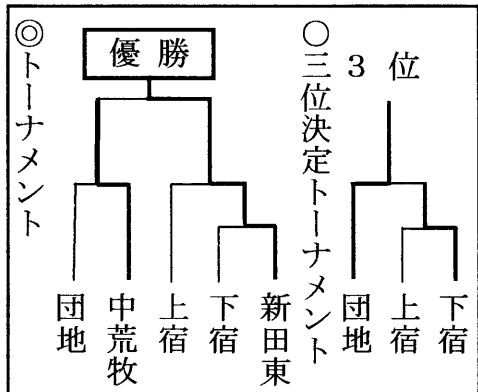 ◎トーナメント
優勝
団地
中荒牧
上宿
下宿
新田東
○三位決定トーナメント
3位
団地
上宿
下宿